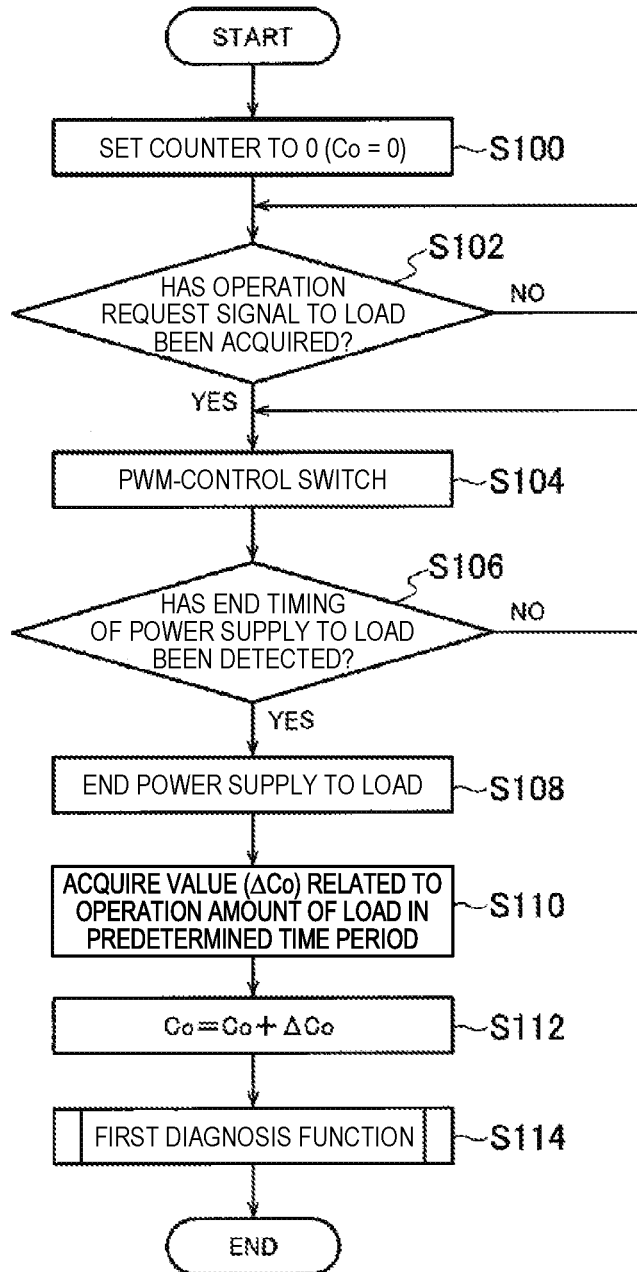 START
SET COUNTER TO 0 (Co = 0)
S100
S102
HAS OPERATION
REQUEST SIGNAL TO LOAD
BEEN ACQUIRED?
NO
YES
PWM-CONTROL SWITCH
S104
S106
HAS END TIMING
OF POWER SUPPLY TO LOAD
BEEN DETECTED?
NO
YES
END POWER SUPPLY TO LOAD
S108
ACQUIRE VALUE (ΔCo) RELATED TO
OPERATION AMOUNT OF LOAD IN
PREDETERMINED TIME PERIOD
S110
Co=Co+ΔCo
S112
FIRST DIAGNOSIS FUNCTION
S114
END